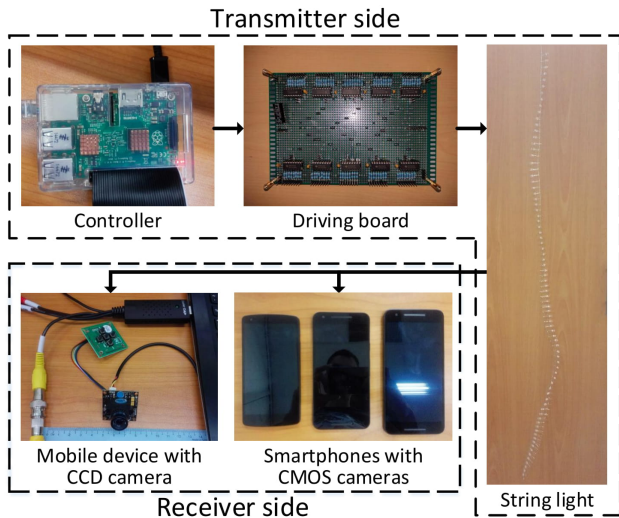 Transmitter side
Controller
Driving board
Mobile device with
CCD camera
Smartphones with
CMOS cameras
String light
Receiver side